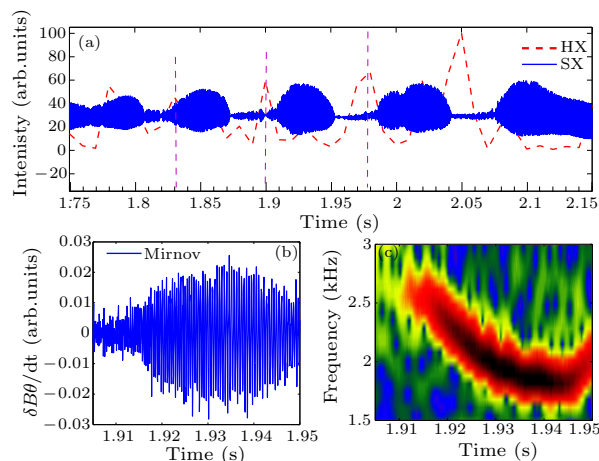 (a)
HX
SX
Intenisty (arb.units)
100
80
60
40
20
0
−20
1.75 1.8 1.85 1.9 1.95 2 2.05 2.1 2.15
Time (s)
Mirnov
(b)
δBθ/dt (arb.units)
0.03
0.02
0.01
0
−0.01
−0.02
−0.03
1.91 1.92 1.93 1.94 1.95
Time (s)
(c)
Frequency (kHz)
3
2.5
2
1.5
1.91 1.92 1.93 1.94 1.95
Time (s)